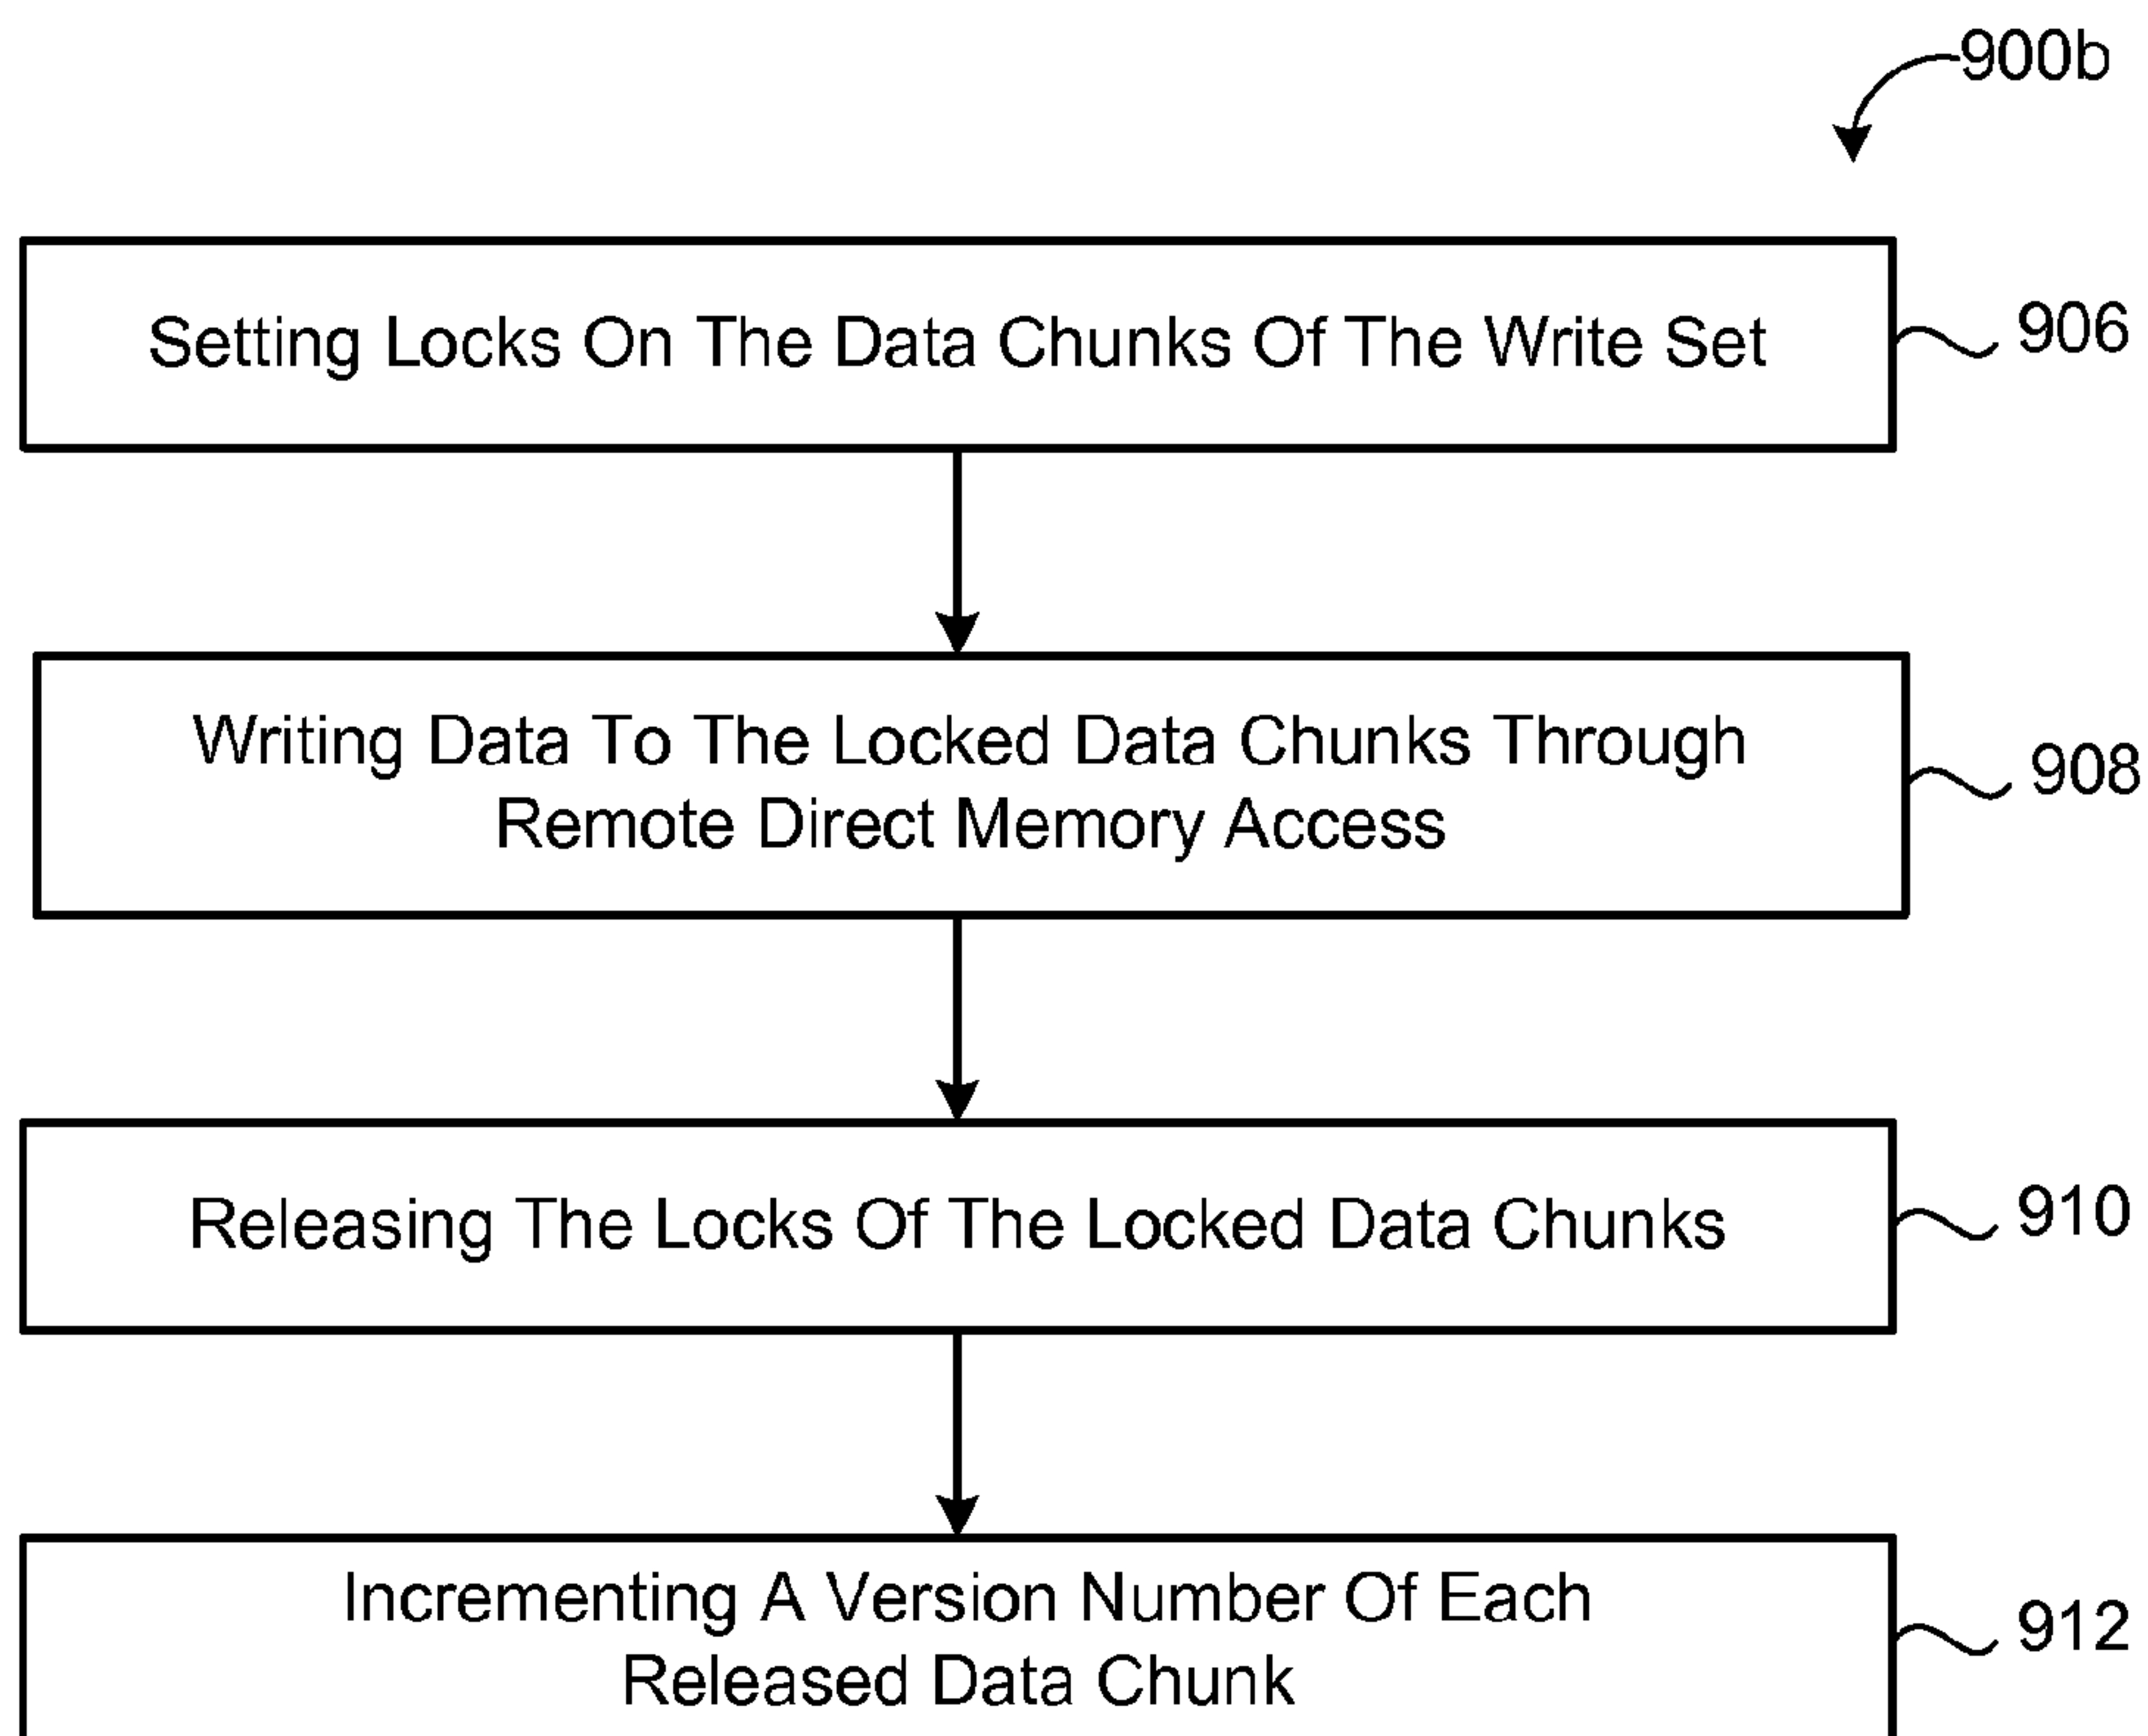 900b
Setting Locks On The Data Chunks Of The Write Set
906
Writing Data To The Locked Data Chunks Through
Remote Direct Memory Access
908
Releasing The Locks Of The Locked Data Chunks
910
Incrementing A Version Number Of Each
Released Data Chunk
912